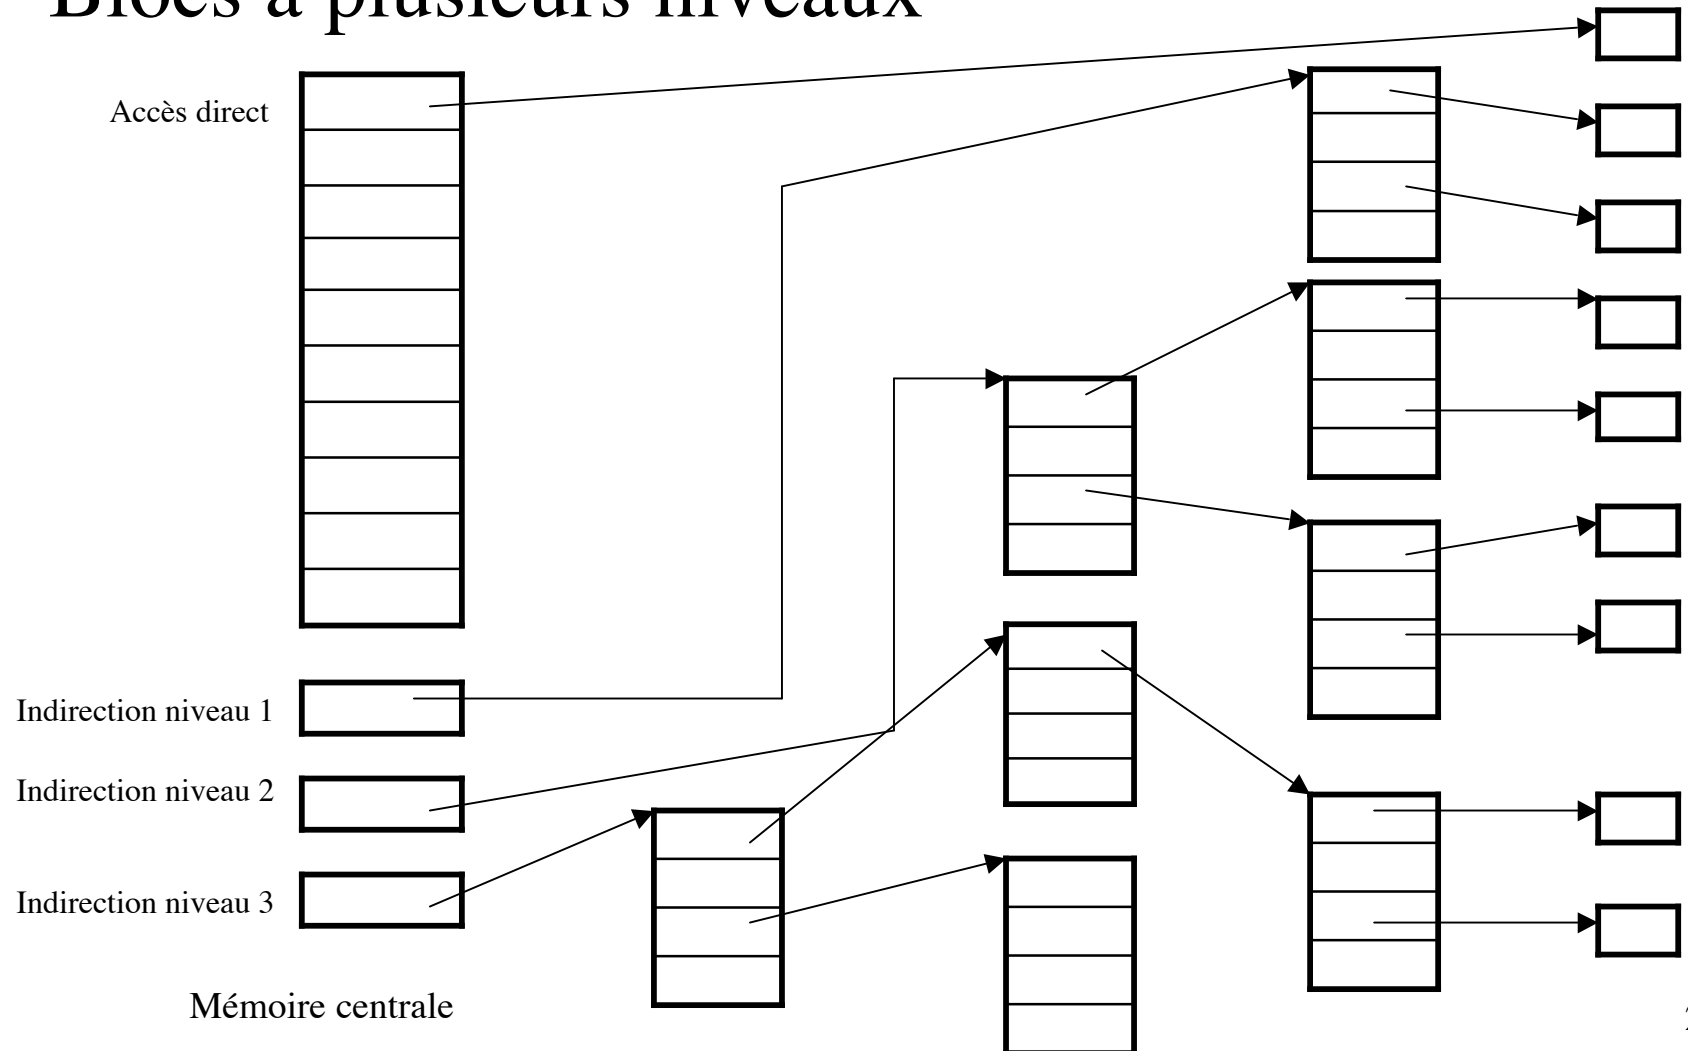 Blocs à plusieurs niveaux
Accès direct
Indirection niveau 1
Indirection niveau 2
Indirection niveau 3
Mémoire centrale